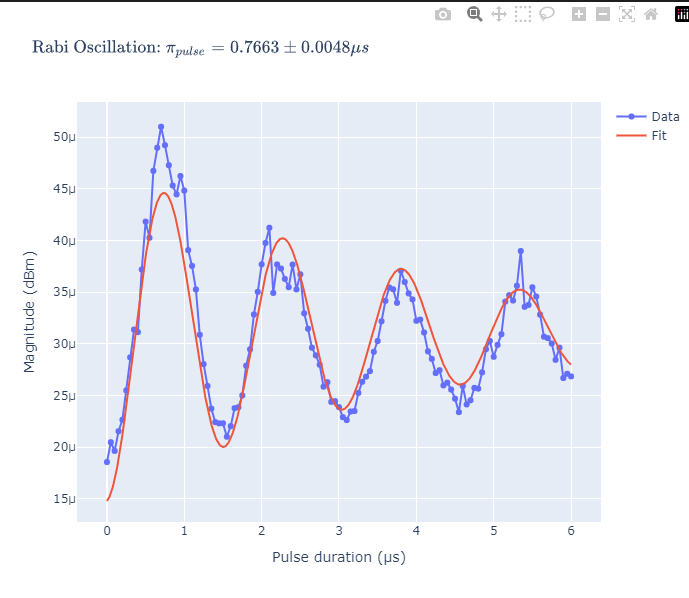 Rabi Oscillation: π_pulse = 0.7663 ± 0.0048μs
Data
Fit
50μ
45μ
40μ
35μ
30μ
25μ
20μ
15μ
Magnitude (dBm)
0 1 2 3 4 5 6
Pulse duration (μs)